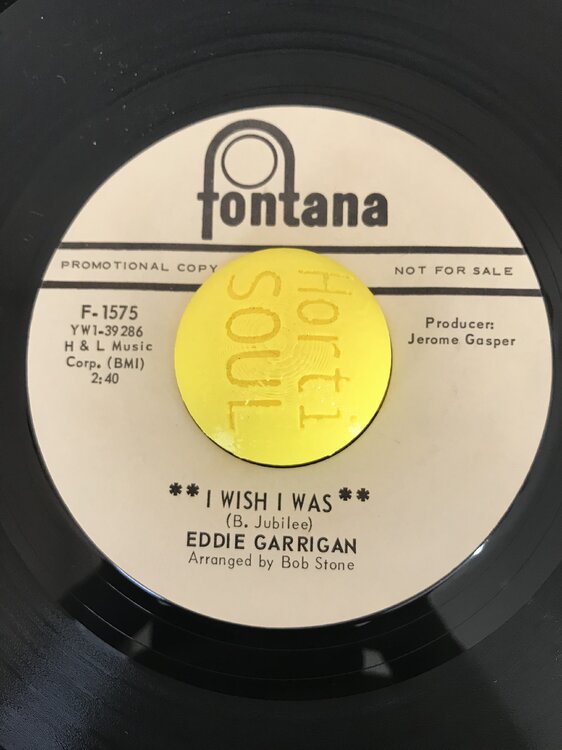 fontana
PROMOTIONAL COPY
NOT FOR SALE
F-1575
YW1-39286
H & L Music
Corp. (BMI)
2:40
Producer:
Jerome Gasper
Horti
SOUL
**I WISH I WAS**
(B. Jubilee)
EDDIE GARRIGAN
Arranged by Bob Stone